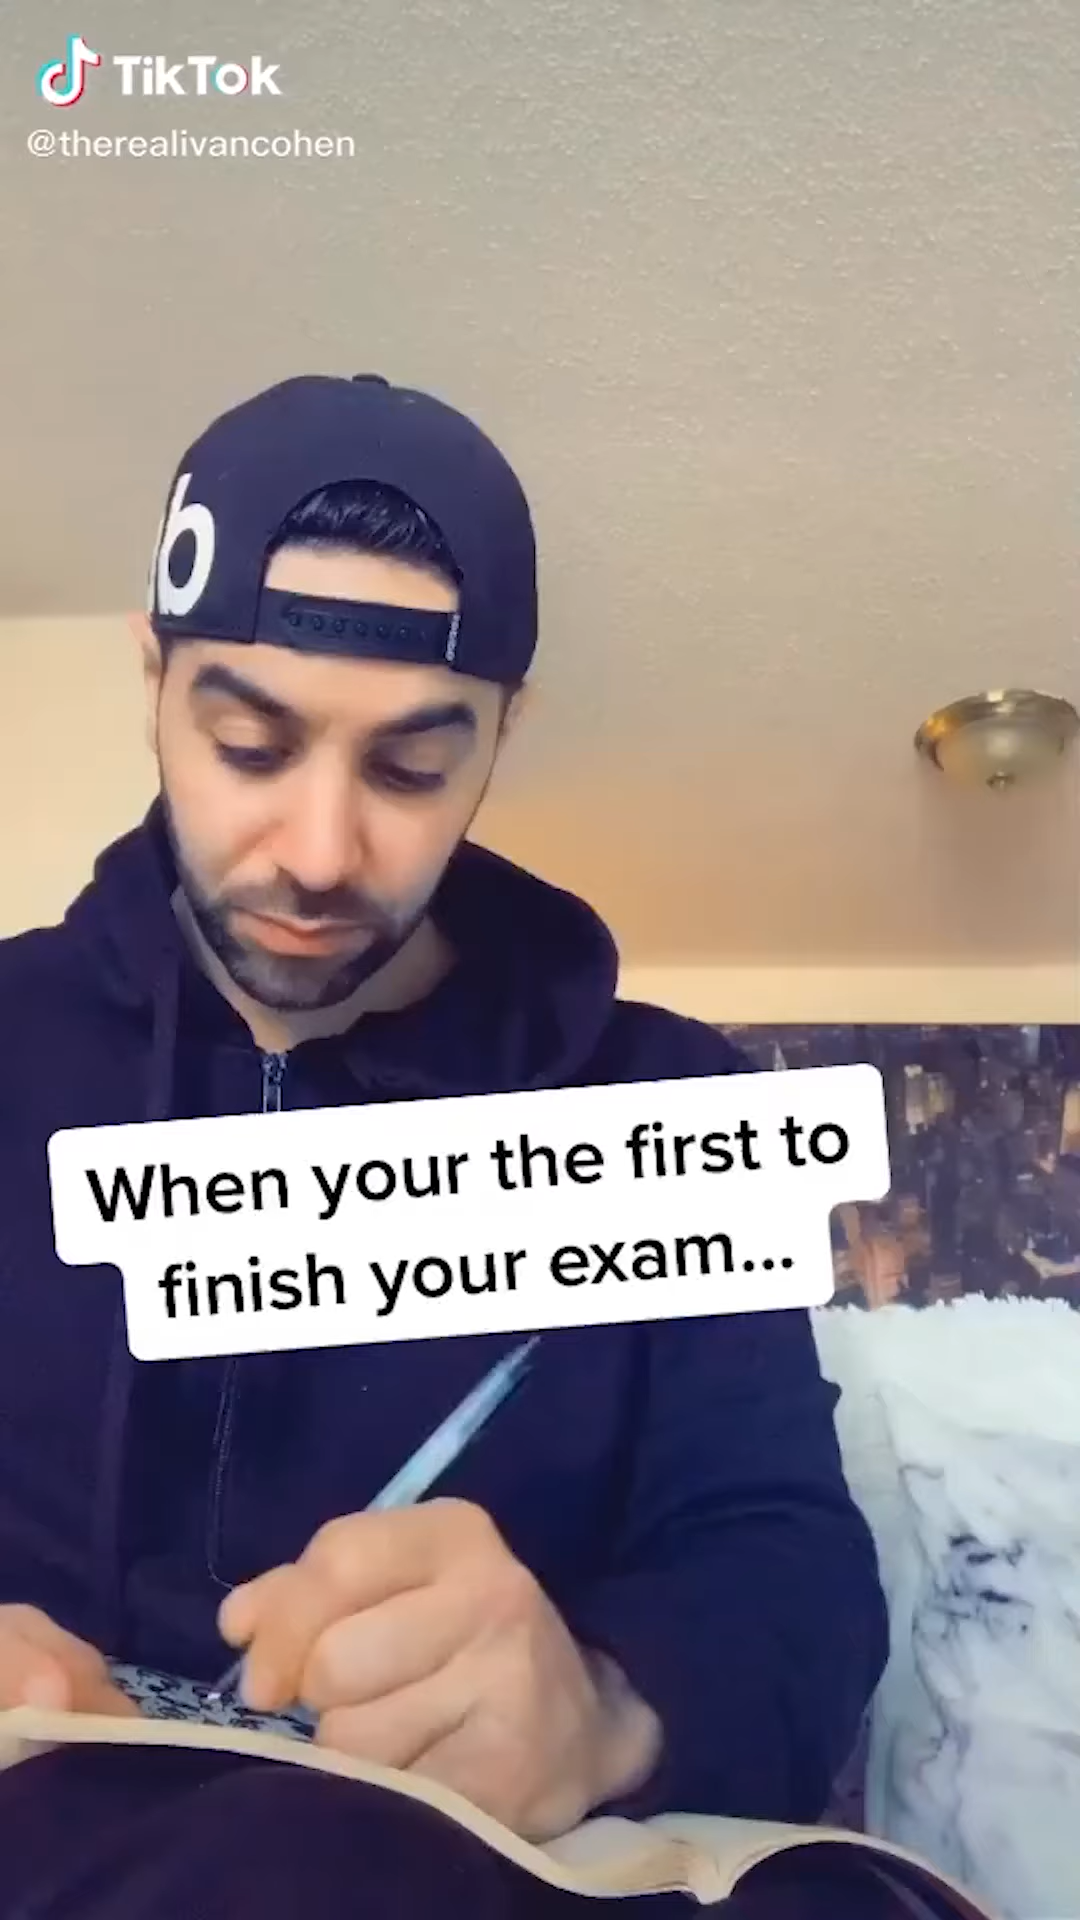 TikTok
@therealivancohen
b
When your the first to
finish your exam...